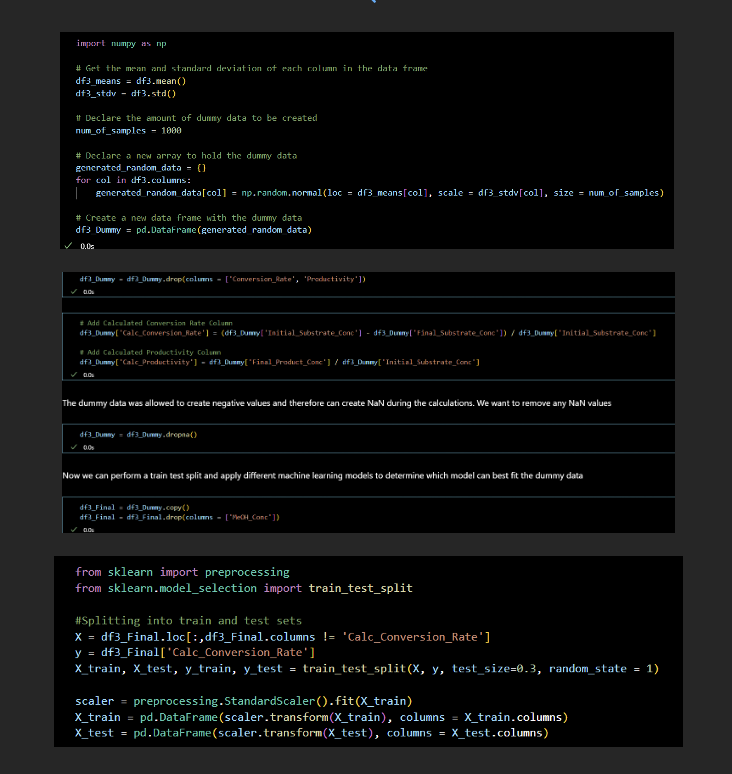 import numpy as np
# Get the mean and standard deviation of each column in the data frame
df3_means = df3.mean()
df3_stdv = df3.std()
# Declare the amount of dummy data to be created
num_of_samples = 1000
# Declare a new array to hold the dummy data
generated_random_data = {}
for col in df3.columns:
generated_random_data[col] = np.random.normal(loc = df3_means[col], scale = df3_stdv[col], size = num_of_samples)
# Create a new data frame with the dummy data
df3_Dummy = pd.DataFrame(generated_random_data)
✓ 0.0s
df3_Dummy = df3_Dummy.drop(columns = ['Conversion_Rate', 'Productivity'])
✓ 0.0s
# Add Calculated Conversion Rate Column
df3_Dummy['Calc_Conversion_Rate'] = (df3_Dummy['Initial_Substrate_Conc'] - df3_Dummy['Final_Substrate_Conc']) / df3_Dummy['Initial_Substrate_Conc']
# Add Calculated Productivity Column
df3_Dummy['Calc_Productivity'] = df3_Dummy['Final_Product_Conc'] / df3_Dummy['Initial_Substrate_Conc']
✓ 0.0s
The dummy data was allowed to create negative values and therefore can create NaN during the calculations. We want to remove any NaN values
df3_Dummy = df3_Dummy.dropna()
✓ 0.0s
Now we can perform a train test split and apply different machine learning models to determine which model can best fit the dummy data
df3_Final = df3_Dummy.copy()
df3_Final = df3_Final.drop(columns = ['MeOH_Conc'])
✓ 0.0s
from sklearn import preprocessing
from sklearn.model_selection import train_test_split
#Splitting into train and test sets
X = df3_Final.loc[:,df3_Final.columns != 'Calc_Conversion_Rate']
y = df3_Final['Calc_Conversion_Rate']
X_train, X_test, y_train, y_test = train_test_split(X, y, test_size=0.3, random_state = 1)
scaler = preprocessing.StandardScaler().fit(X_train)
X_train = pd.DataFrame(scaler.transform(X_train), columns = X_train.columns)
X_test = pd.DataFrame(scaler.transform(X_test), columns = X_test.columns)